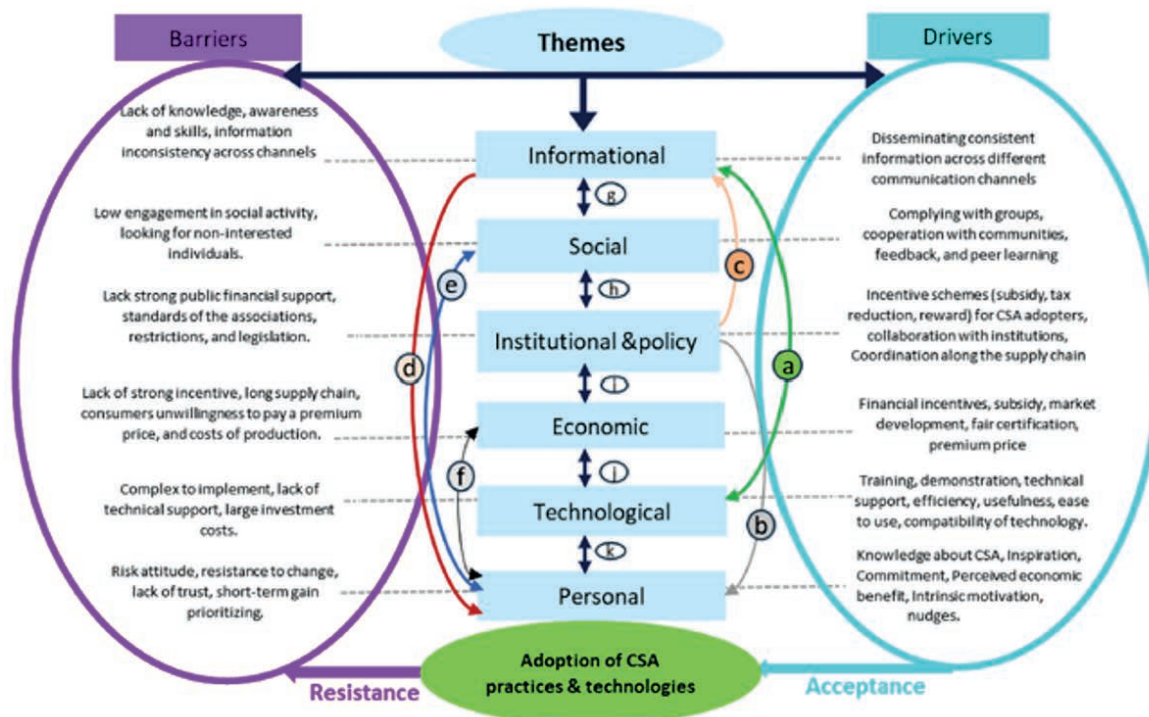 Barriers
Themes
Drivers
Lack of knowledge, awareness
and skills, information
inconsistency across channels
Informational
Disseminating consistent
information across different
communication channels
g
Low engagement in social activity,
looking for non-interested
individuals.
Social
Complying with groups,
cooperation with communities,
feedback, and peer learning
c
e
h
Lack strong public financial support,
standards of the associations,
restrictions, and legislation.
Institutional &policy
Incentive schemes (subsidy, tax
reduction, reward) for CSA adopters,
collaboration with institutions,
Coordination along the supply chain
d
a
Lack of strong incentive, long supply chain,
consumers unwillingness to pay a premium
price, and costs of production.
Economic
Financial incentives, subsidy, market
development, fair certification,
premium price
f
j
Complex to implement, lack of
technical support, large investment
costs.
Technological
Training, demonstration, technical
support, efficiency, usefulness, ease
to use, compatibility of technology.
b
k
Risk attitude, resistance to change,
lack of trust, short-term gain
prioritizing.
Personal
Knowledge about CSA, Inspiration,
Commitment, Perceived economic
benefit, Intrinsic motivation,
nudges.
Adoption of CSA
practices & technologies
Resistance
Acceptance